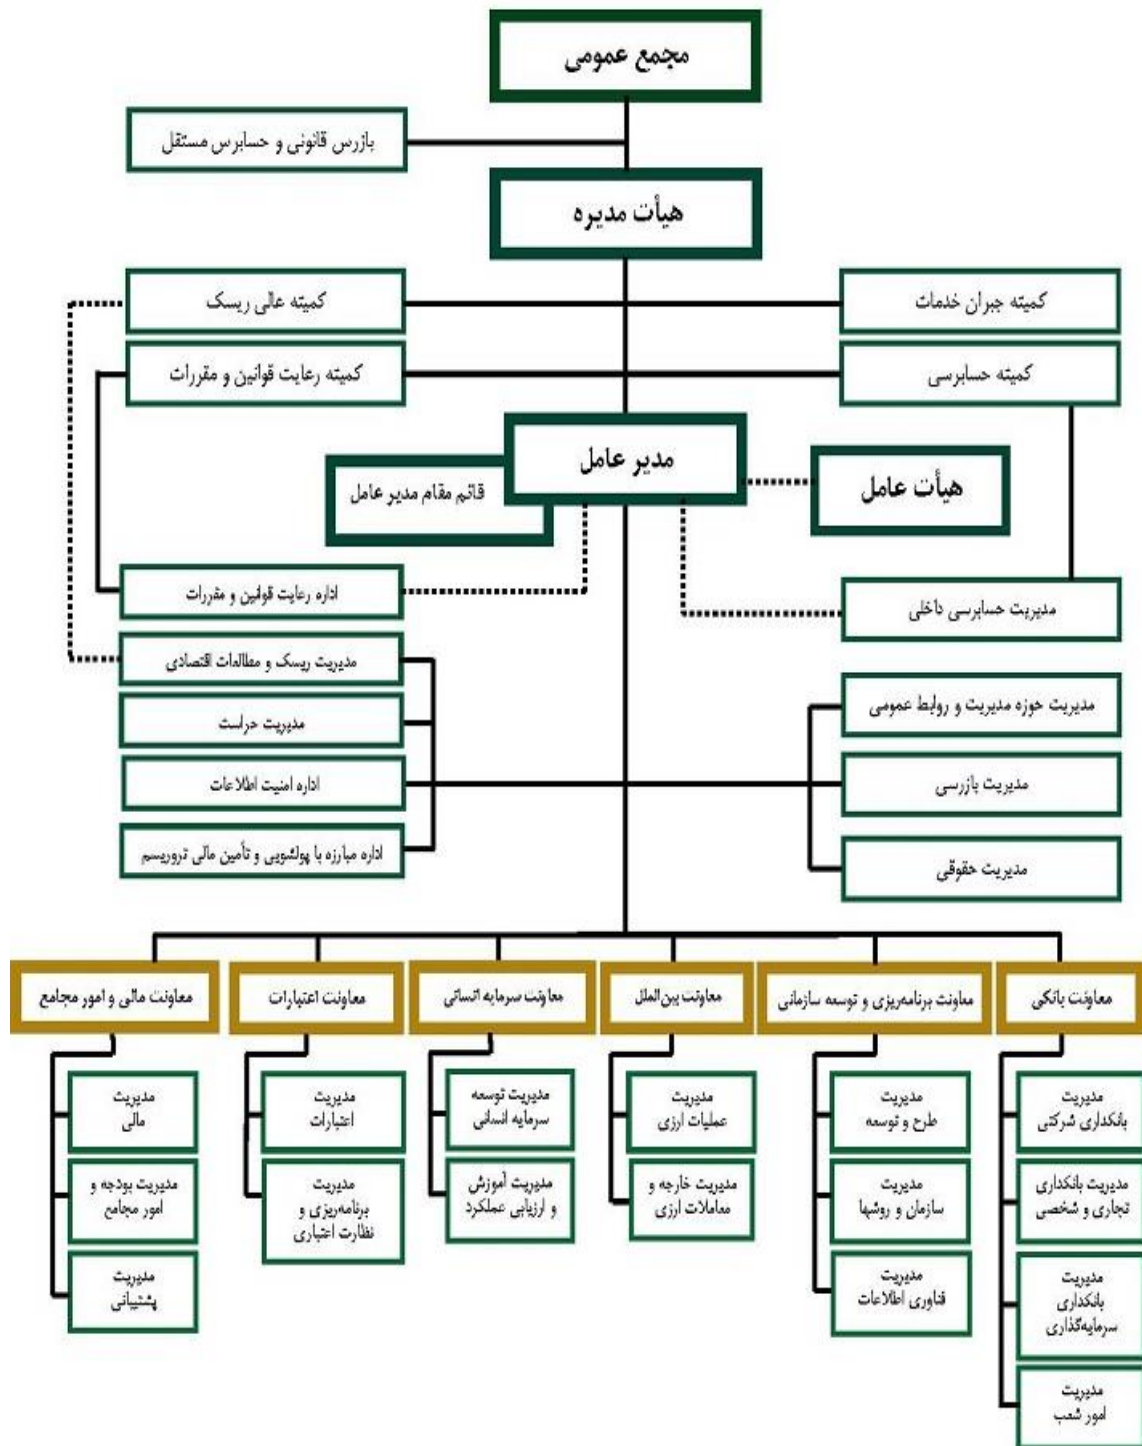 مجمع عمومی
بازرس قانونی و حسابرس مستقل
هیأت مدیره
کمیته جبران خدمات
کمیته عالی ریسک
کمیته حسابرسی
کمیته رعایت قوانین و مقررات
مدیر عامل
هیأت عامل
قائم مقام مدیر عامل
مدیریت حسابرسی داخلی
اداره رعایت قوانین و مقررات
مدیریت ریسک و مطالعات اقتصادی
مدیریت حوزه مدیریت و روابط عمومی
مدیریت حراست
مدیریت بازرسی
اداره امنیت اطلاعات
مدیریت حقوقی
اداره مبارزه با پولشویی و تأمین مالی تروریسم
معاونت بانکی
معاونت برنامه‌ریزی و توسعه سازمانی
معاونت بین‌الملل
معاونت سرمایه انسانی
معاونت اعتبارات
معاونت مالی و امور مجامع
مدیریت
بانکداری شرکتی
مدیریت بانکداری
تجاری و شخصی
مدیریت
بانکداری
سرمایه‌گذاری
مدیریت
امور شعب
مدیریت
طرح و توسعه
مدیریت
سازمان و روشها
مدیریت
فناوری اطلاعات
مدیریت
عملیات ارزی
مدیریت خارجه و
معاملات ارزی
مدیریت توسعه
سرمایه انسانی
مدیریت آموزش
و ارزیابی عملکرد
مدیریت
اعتبارات
مدیریت
برنامه‌ریزی و
نظارت اعتباری
مدیریت
مالی
مدیریت بودجه و
امور مجامع
مدیریت
پشتیبانی